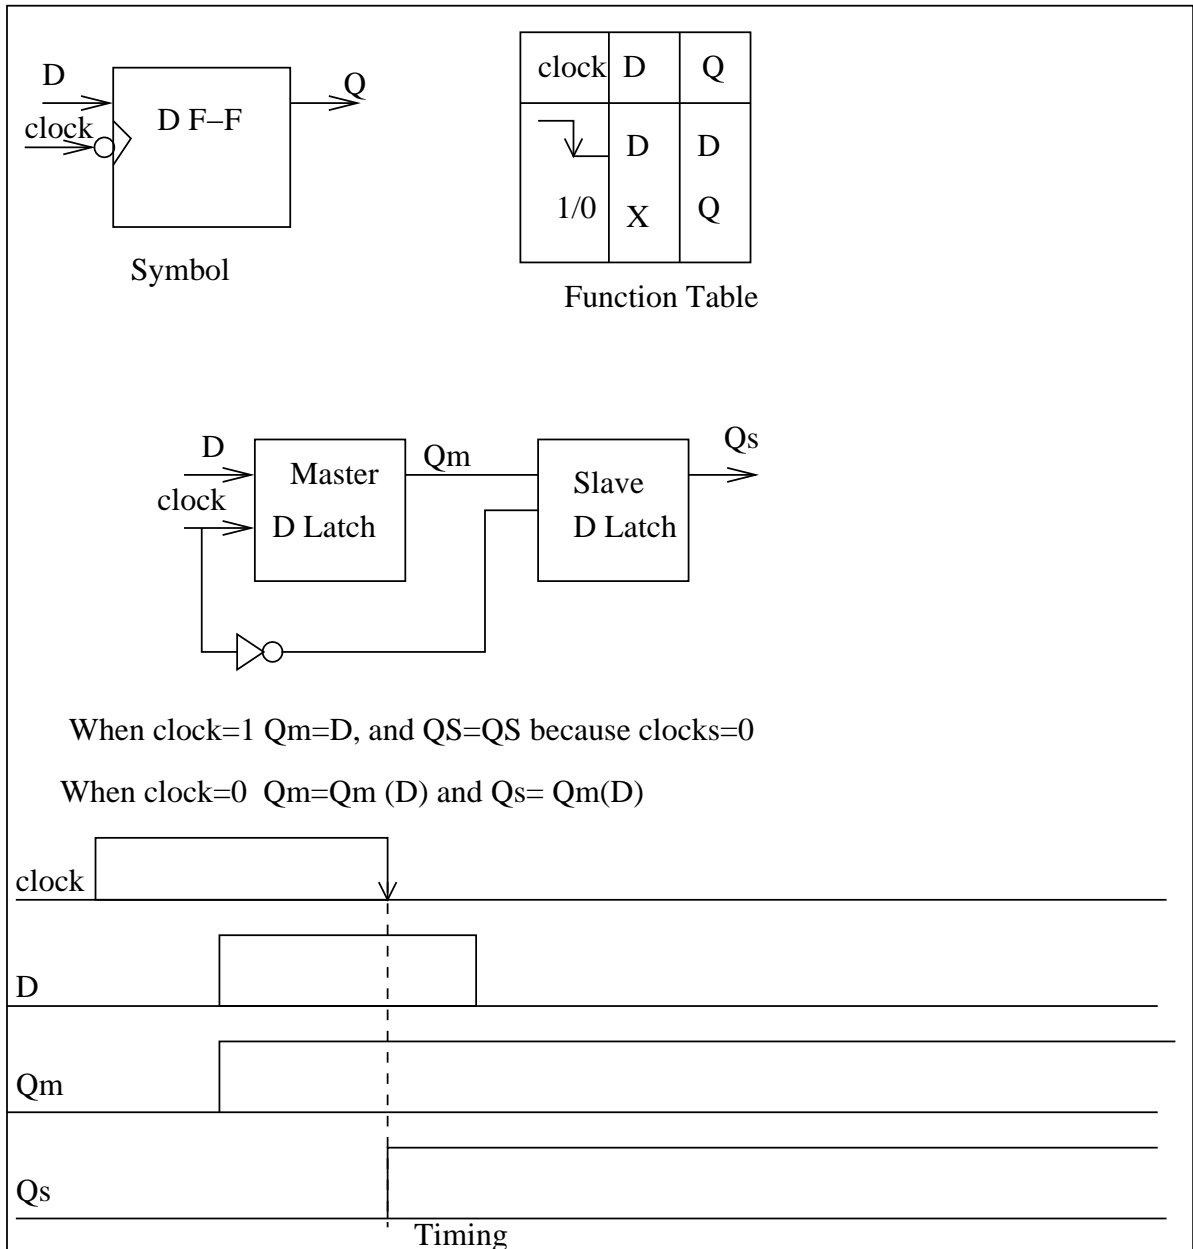 D
Q
clock
D F–F
Symbol
clock D Q
D D
1/0 X Q
Function Table
D
clock
Master
D Latch
Qm
Slave
D Latch
Qs
When clock=1 Qm=D, and QS=QS because clocks=0
When clock=0 Qm=Qm (D) and Qs= Qm(D)
clock
D
Qm
Qs
Timing